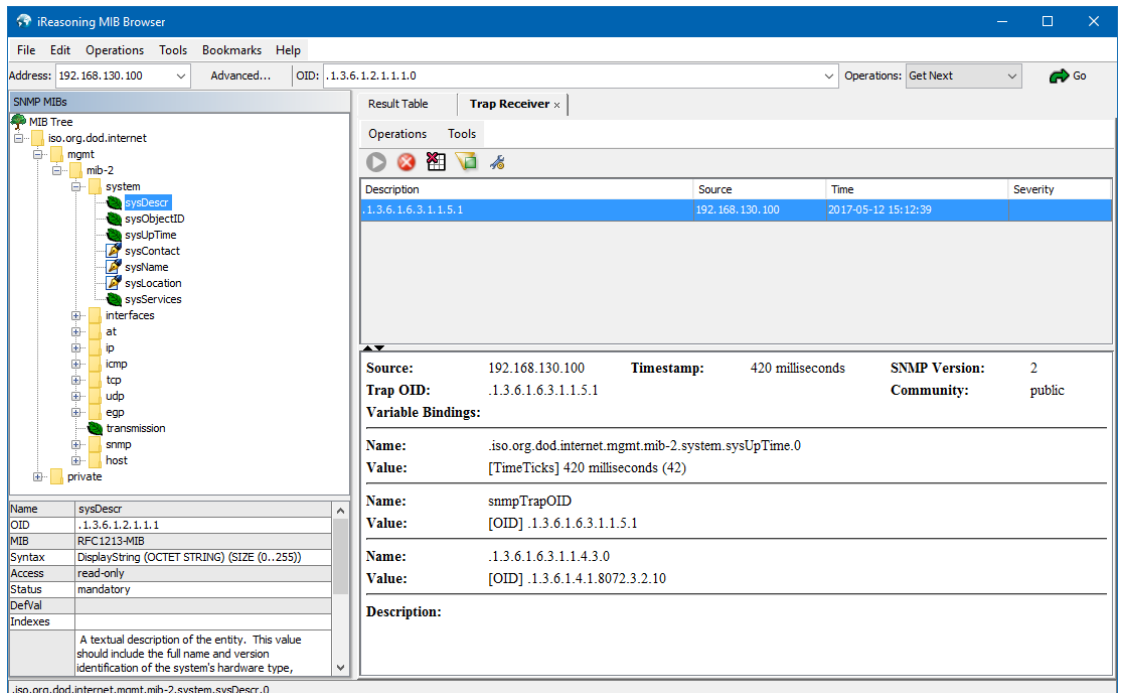 iReasoning MIB Browser
File Edit Operations Tools Bookmarks Help
Address: 192.168.130.100 Advanced... OID: .1.3.6.1.2.1.1.1.0 Operations: Get Next Go
SNMP MIBs
MIB Tree
iso.org.dod.internet
mgmt
mib-2
system
sysDescr
sysObjectID
sysUpTime
sysContact
sysName
sysLocation
sysServices
interfaces
at
ip
icmp
tcp
udp
egp
transmission
snmp
host
private
Name sysDescr
OID .1.3.6.1.2.1.1.1
MIB RFC1213-MIB
Syntax DisplayString (OCTET STRING) (SIZE (0..255))
Access read-only
Status mandatory
DefVal
Indexes
A textual description of the entity. This value
should include the full name and version
identification of the system's hardware type,
Result Table Trap Receiver ×
Operations Tools
Description Source Time Severity
.1.3.6.1.6.3.1.1.5.1 192.168.130.100 2017-05-12 15:12:39
Source: 192.168.130.100 Timestamp: 420 milliseconds SNMP Version: 2
Trap OID: .1.3.6.1.6.3.1.1.5.1 Community: public
Variable Bindings:
Name: .iso.org.dod.internet.mgmt.mib-2.system.sysUpTime.0
Value: [TimeTicks] 420 milliseconds (42)
Name: snmpTrapOID
Value: [OID] .1.3.6.1.6.3.1.1.5.1
Name: .1.3.6.1.6.3.1.1.4.3.0
Value: [OID] .1.3.6.1.4.1.8072.3.2.10
Description:
.iso.org.dod.internet.mgmt.mib-2.system.sysDescr.0